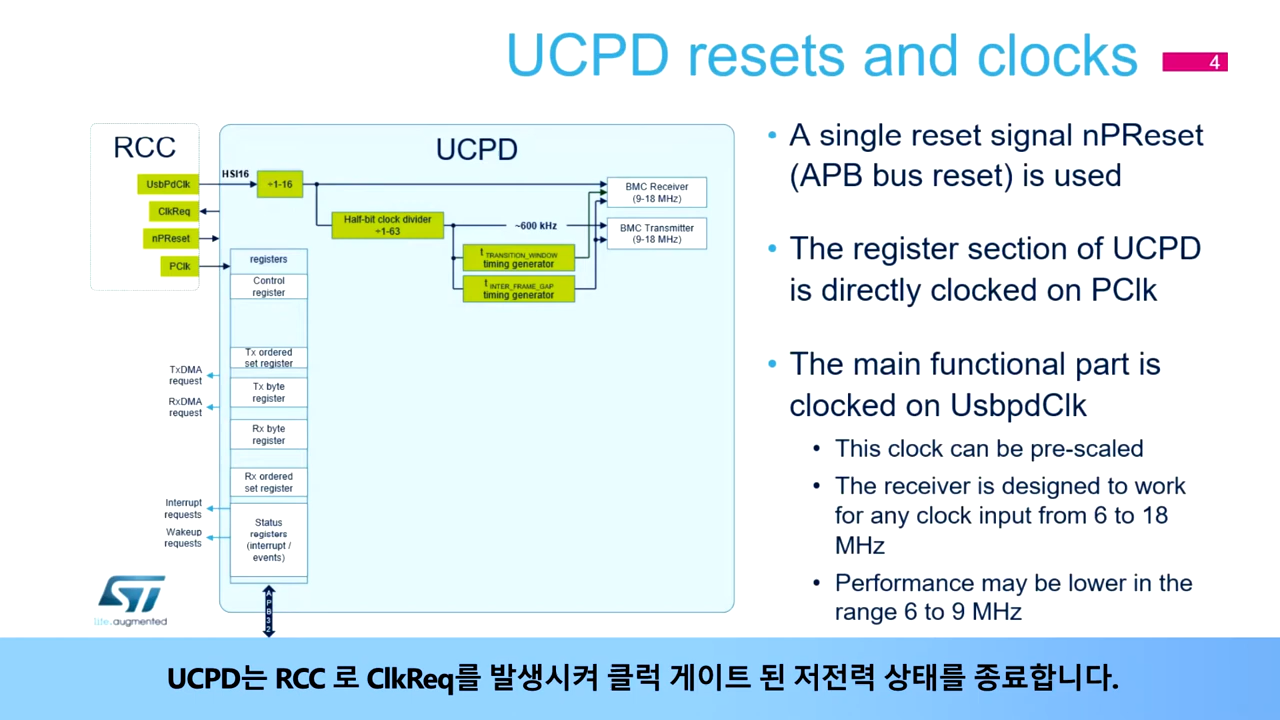 UCPD resets and clocks
4
RCC
UsbPdClk
ClkReq
nPReset
PClk
UCPD
HSI16
÷1-16
Half-bit clock divider
÷1-63
~600 kHz
BMC Receiver
(9-18 MHz)
BMC Transmitter
(9-18 MHz)
t TRANSITION_WINDOW
timing generator
t INTER_FRAME_GAP
timing generator
registers
Control
register
Tx ordered
set register
Tx byte
register
Rx byte
register
Rx ordered
set register
Status
registers
(interrupt /
events)
TxDMA
request
RxDMA
request
Interrupt
requests
Wakeup
requests
APB32
• A single reset signal nPReset
(APB bus reset) is used
• The register section of UCPD
is directly clocked on PClk
• The main functional part is
clocked on UsbpdClk
• This clock can be pre-scaled
• The receiver is designed to work
for any clock input from 6 to 18
MHz
• Performance may be lower in the
range 6 to 9 MHz
ST
life.augmented
UCPD는 RCC 로 ClkReq를 발생시켜 클럭 게이트 된 저전력 상태를 종료합니다.